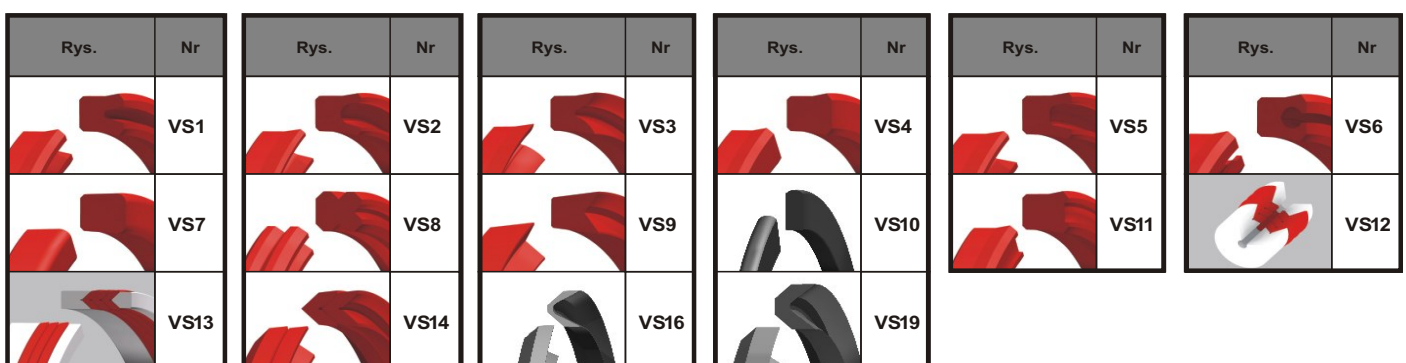 Rys. Nr Rys. Nr Rys. Nr Rys. Nr Rys. Nr Rys. Nr
VS1 VS2 VS3 VS4 VS5 VS6
VS7 VS8 VS9 VS10 VS11 VS12
VS13 VS14 VS16 VS19